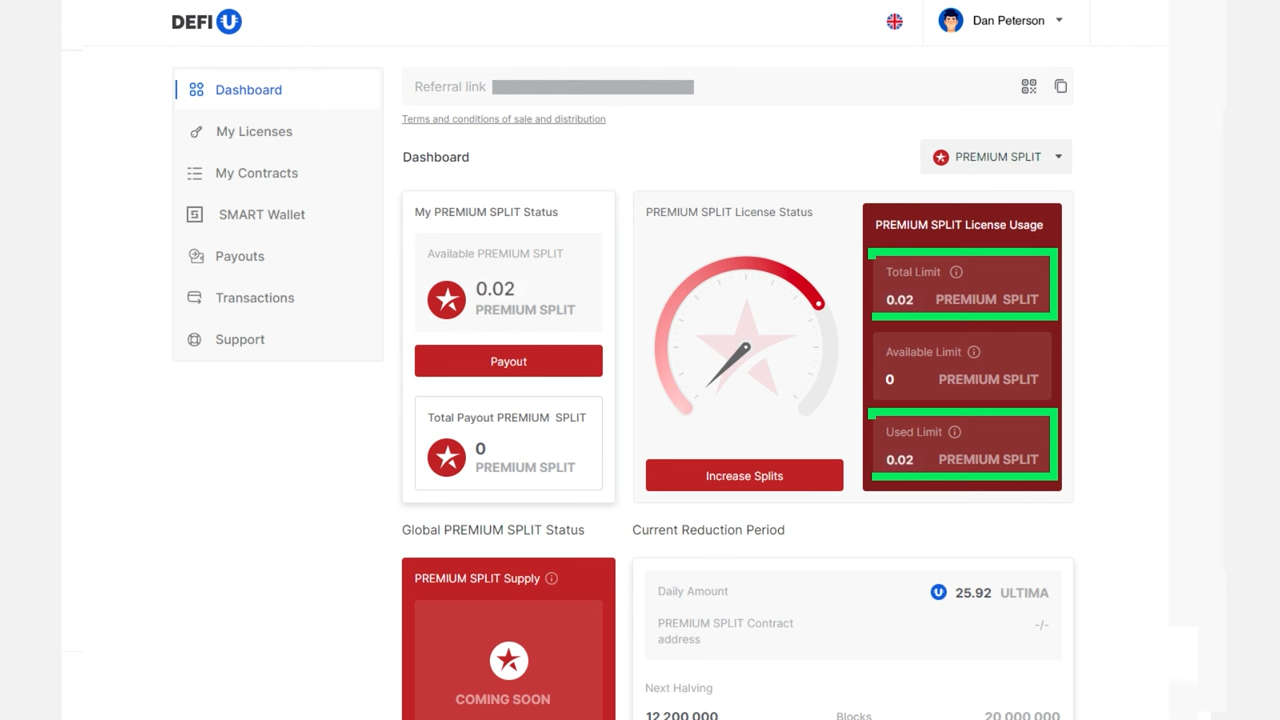 DEFI U
Dan Peterson
Dashboard
My Licenses
My Contracts
SMART Wallet
Payouts
Transactions
Support
Referral link
Terms and conditions of sale and distribution
Dashboard
PREMIUM SPLIT
My PREMIUM SPLIT Status
Available PREMIUM SPLIT
0.02
PREMIUM SPLIT
Payout
Total Payout PREMIUM SPLIT
0
PREMIUM SPLIT
PREMIUM SPLIT License Status
Increase Splits
PREMIUM SPLIT License Usage
Total Limit
0.02 PREMIUM SPLIT
Available Limit
0 PREMIUM SPLIT
Used Limit
0.02 PREMIUM SPLIT
Global PREMIUM SPLIT Status
PREMIUM SPLIT Supply
COMING SOON
Current Reduction Period
Daily Amount 25.92 ULTIMA
PREMIUM SPLIT Contract
address
-/-
Next Halving
12 200 000 Blocks 20 000 000